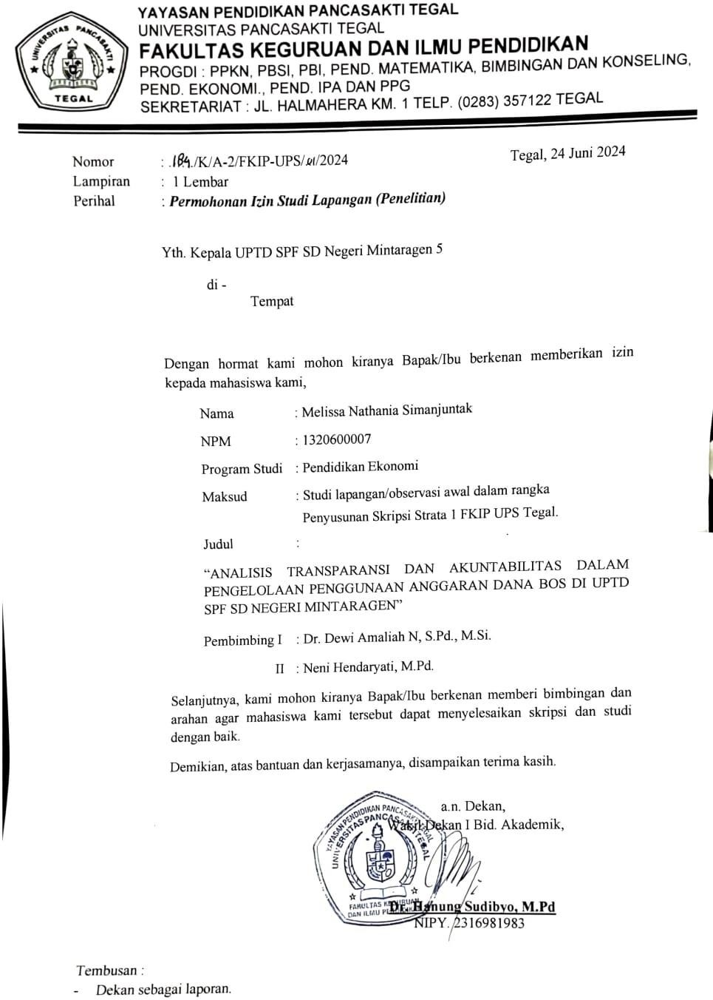 UNIVERSITAS PANCASAKTI
TEGAL
YAYASAN PENDIDIKAN PANCASAKTI TEGAL
UNIVERSITAS PANCASAKTI TEGAL
FAKULTAS KEGURUAN DAN ILMU PENDIDIKAN
PROGDI : PPKN, PBSI, PBI, PEND. MATEMATIKA, BIMBINGAN DAN KONSELING,
PEND. EKONOMI., PEND. IPA DAN PPG
SEKRETARIAT : JL. HALMAHERA KM. 1 TELP. (0283) 357122 TEGAL
Tegal, 24 Juni 2024
Nomor : .184./K/A-2/FKIP-UPS/VI/2024
Lampiran : 1 Lembar
Perihal : Permohonan Izin Studi Lapangan (Penelitian)
Yth. Kepala UPTD SPF SD Negeri Mintaragen 5
di -
Tempat
Dengan hormat kami mohon kiranya Bapak/Ibu berkenan memberikan izin
kepada mahasiswa kami,
Nama : Melissa Nathania Simanjuntak
NPM : 1320600007
Program Studi : Pendidikan Ekonomi
Maksud : Studi lapangan/observasi awal dalam rangka
Penyusunan Skripsi Strata 1 FKIP UPS Tegal.
Judul :
“ANALISIS TRANSPARANSI DAN AKUNTABILITAS DALAM
PENGELOLAAN PENGGUNAAN ANGGARAN DANA BOS DI UPTD
SPF SD NEGERI MINTARAGEN”
Pembimbing I : Dr. Dewi Amaliah N, S.Pd., M.Si.
II : Neni Hendaryati, M.Pd.
Selanjutnya, kami mohon kiranya Bapak/Ibu berkenan memberi bimbingan dan
arahan agar mahasiswa kami tersebut dapat menyelesaikan skripsi dan studi
dengan baik.
Demikian, atas bantuan dan kerjasamanya, disampaikan terima kasih.
a.n. Dekan,
Wakil Dekan I Bid. Akademik,
YAYASAN PENDIDIKAN PANCASAKTI TEGAL
UNIVERSITAS PANCASAKTI TEGAL
FAKULTAS KEGURUAN
DAN ILMU PENDIDIKAN
Dr. Hanung Sudibyo, M.Pd
NIPY. 2316981983
Tembusan :
- Dekan sebagai laporan.